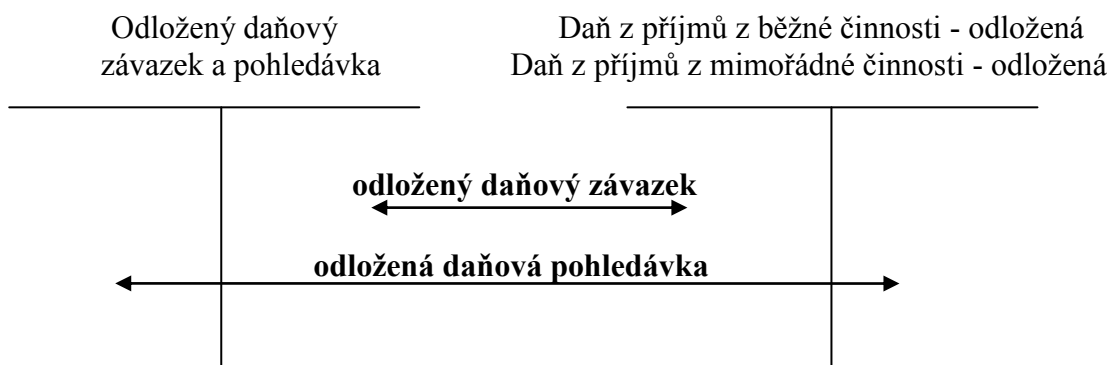 Odložený daňový
závazek a pohledávka
Daň z příjmů z běžné činnosti - odložená
Daň z příjmů z mimořádné činnosti - odložená
odložený daňový závazek
odložená daňová pohledávka